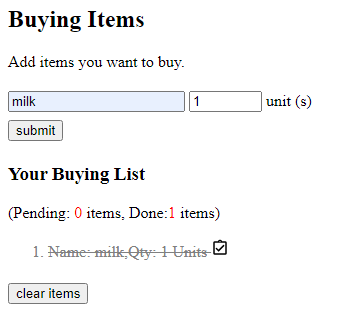 Buying Items
Add items you want to buy.
milk 1 unit (s)
submit
Your Buying List
(Pending: 0 items, Done:1 items)
1. Name: milk,Qty: 1 Units
clear items